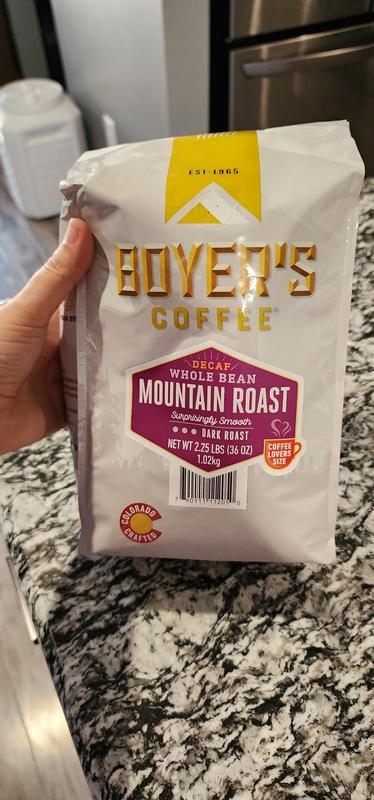 EST-1965
BOYER'S
COFFEE
DECAF
WHOLE BEAN
MOUNTAIN ROAST
Surprisingly Smooth
DARK ROAST
NET WT 2.25 LBS (36 OZ)
1.02kg
COFFEE
LOVERS
SIZE
COLORADO
CRAFTED